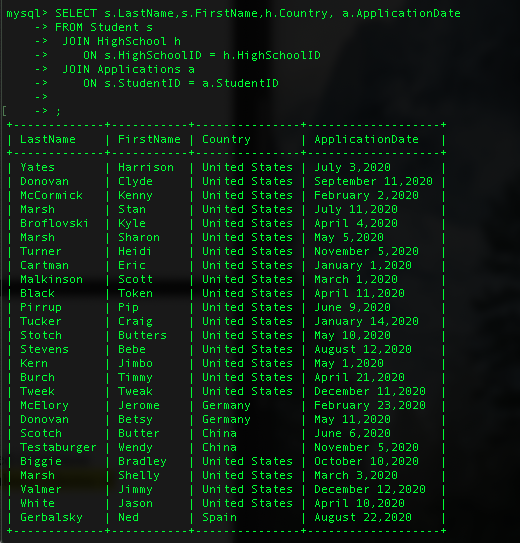 mysql> SELECT s.LastName,s.FirstName,h.Country, a.ApplicationDate
    -> FROM Student s
    ->  JOIN HighSchool h
    ->     ON s.HighSchoolID = h.HighSchoolID
    ->  JOIN Applications a
    ->     ON s.StudentID = a.StudentID
    ->
[    -> ;
+------------+-----------+---------------+-------------------+
| LastName   | FirstName | Country       | ApplicationDate   |
+------------+-----------+---------------+-------------------+
| Yates      | Harrison  | United States | July 3,2020       |
| Donovan    | Clyde     | United States | September 11,2020 |
| McCormick  | Kenny     | United States | February 2,2020   |
| Marsh      | Stan      | United States | July 11,2020      |
| Broflovski | Kyle      | United States | April 4,2020      |
| Marsh      | Sharon    | United States | May 5,2020        |
| Turner     | Heidi     | United States | November 5,2020   |
| Cartman    | Eric      | United States | January 1,2020    |
| Malkinson  | Scott     | United States | March 1,2020      |
| Black      | Token     | United States | April 11,2020     |
| Pirrup     | Pip       | United States | June 9,2020       |
| Tucker     | Craig     | United States | January 14,2020   |
| Stotch     | Butters   | United States | May 10,2020       |
| Stevens    | Bebe      | United States | August 12,2020    |
| Kern       | Jimbo     | United States | May 1,2020        |
| Burch      | Timmy     | United States | April 21,2020     |
| Tweek      | Tweak     | United States | December 11,2020  |
| McElory    | Jerome    | Germany       | February 23,2020  |
| Donovan    | Betsy     | Germany       | May 11,2020       |
| Scotch     | Butter    | China         | June 6,2020       |
| Testaburger | Wendy     | China         | November 5,2020   |
| Biggie     | Bradley   | United States | October 10,2020   |
| Marsh      | Shelly    | United States | March 3,2020      |
| Valmer     | Jimmy     | United States | December 12,2020  |
| White      | Jason     | United States | April 10,2020     |
| Gerbalsky  | Ned       | Spain         | August 22,2020    |
+------------+-----------+---------------+-------------------+